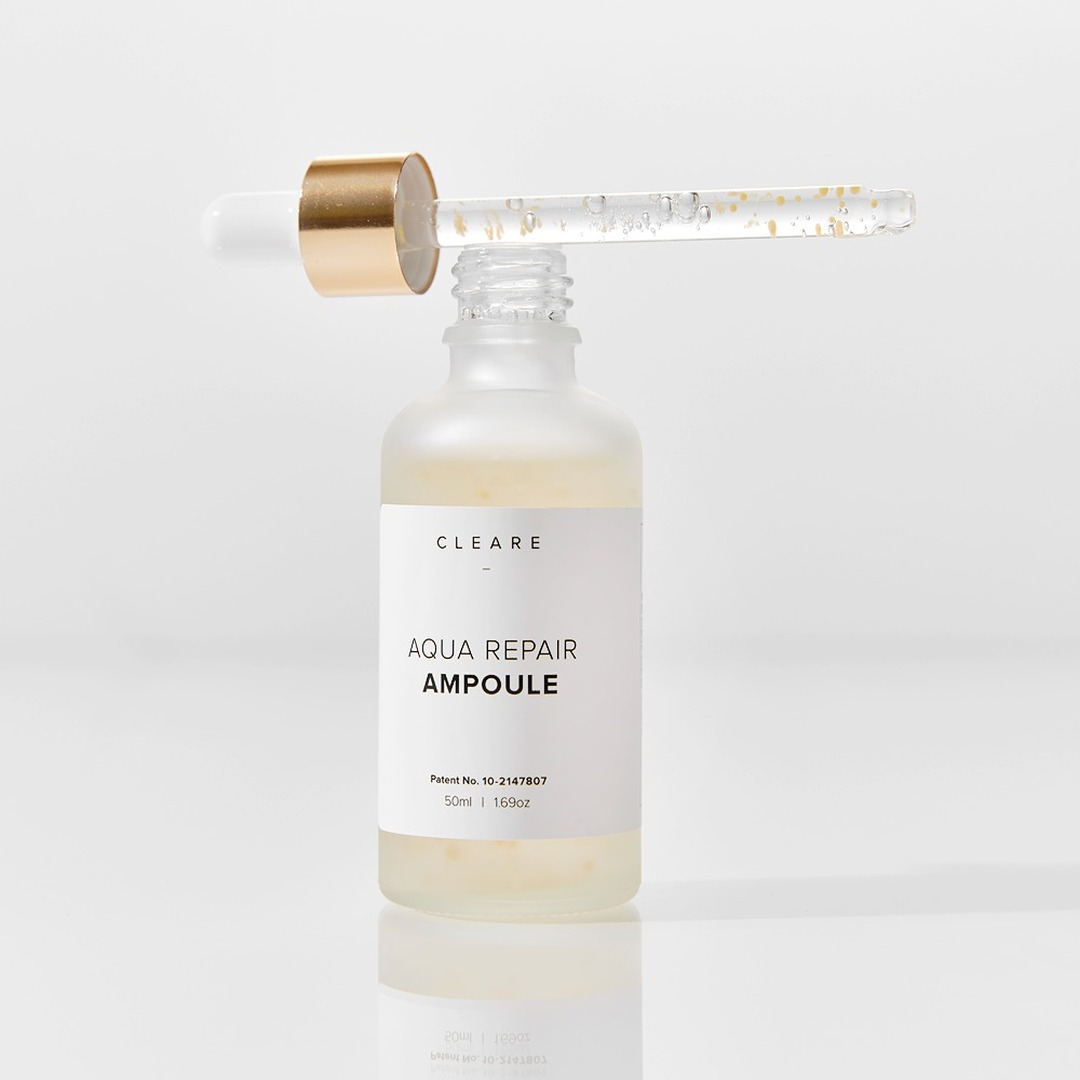 CLEARE
–
AQUA REPAIR
AMPOULE
Patent No. 10-2147807
50ml | 1.69oz